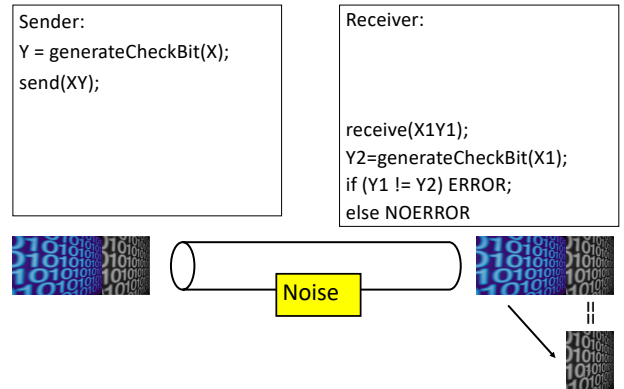 Sender:
Y = generateCheckBit(X);
send(XY);
Receiver:
receive(X1Y1);
Y2=generateCheckBit(X1);
if (Y1 != Y2) ERROR;
else NOERROR
Noise
==